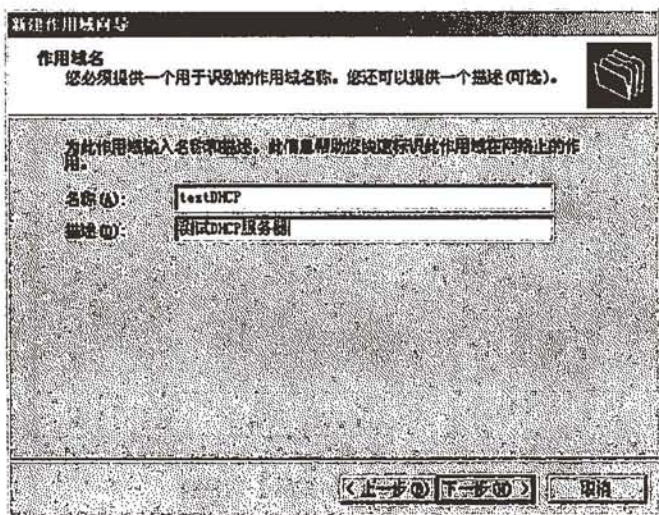 新建作用域向导
作用域名
您必须提供一个用于识别的作用域名称。您还可以提供一个描述(可选)。
为此作用域输入名称和描述。此信息帮助您快速标识此作用域在网络上的作
用。
名称(A):
testDHCP
描述(D):
测试DHCP服务器
<上一步(B)
下一步(N) >
取消